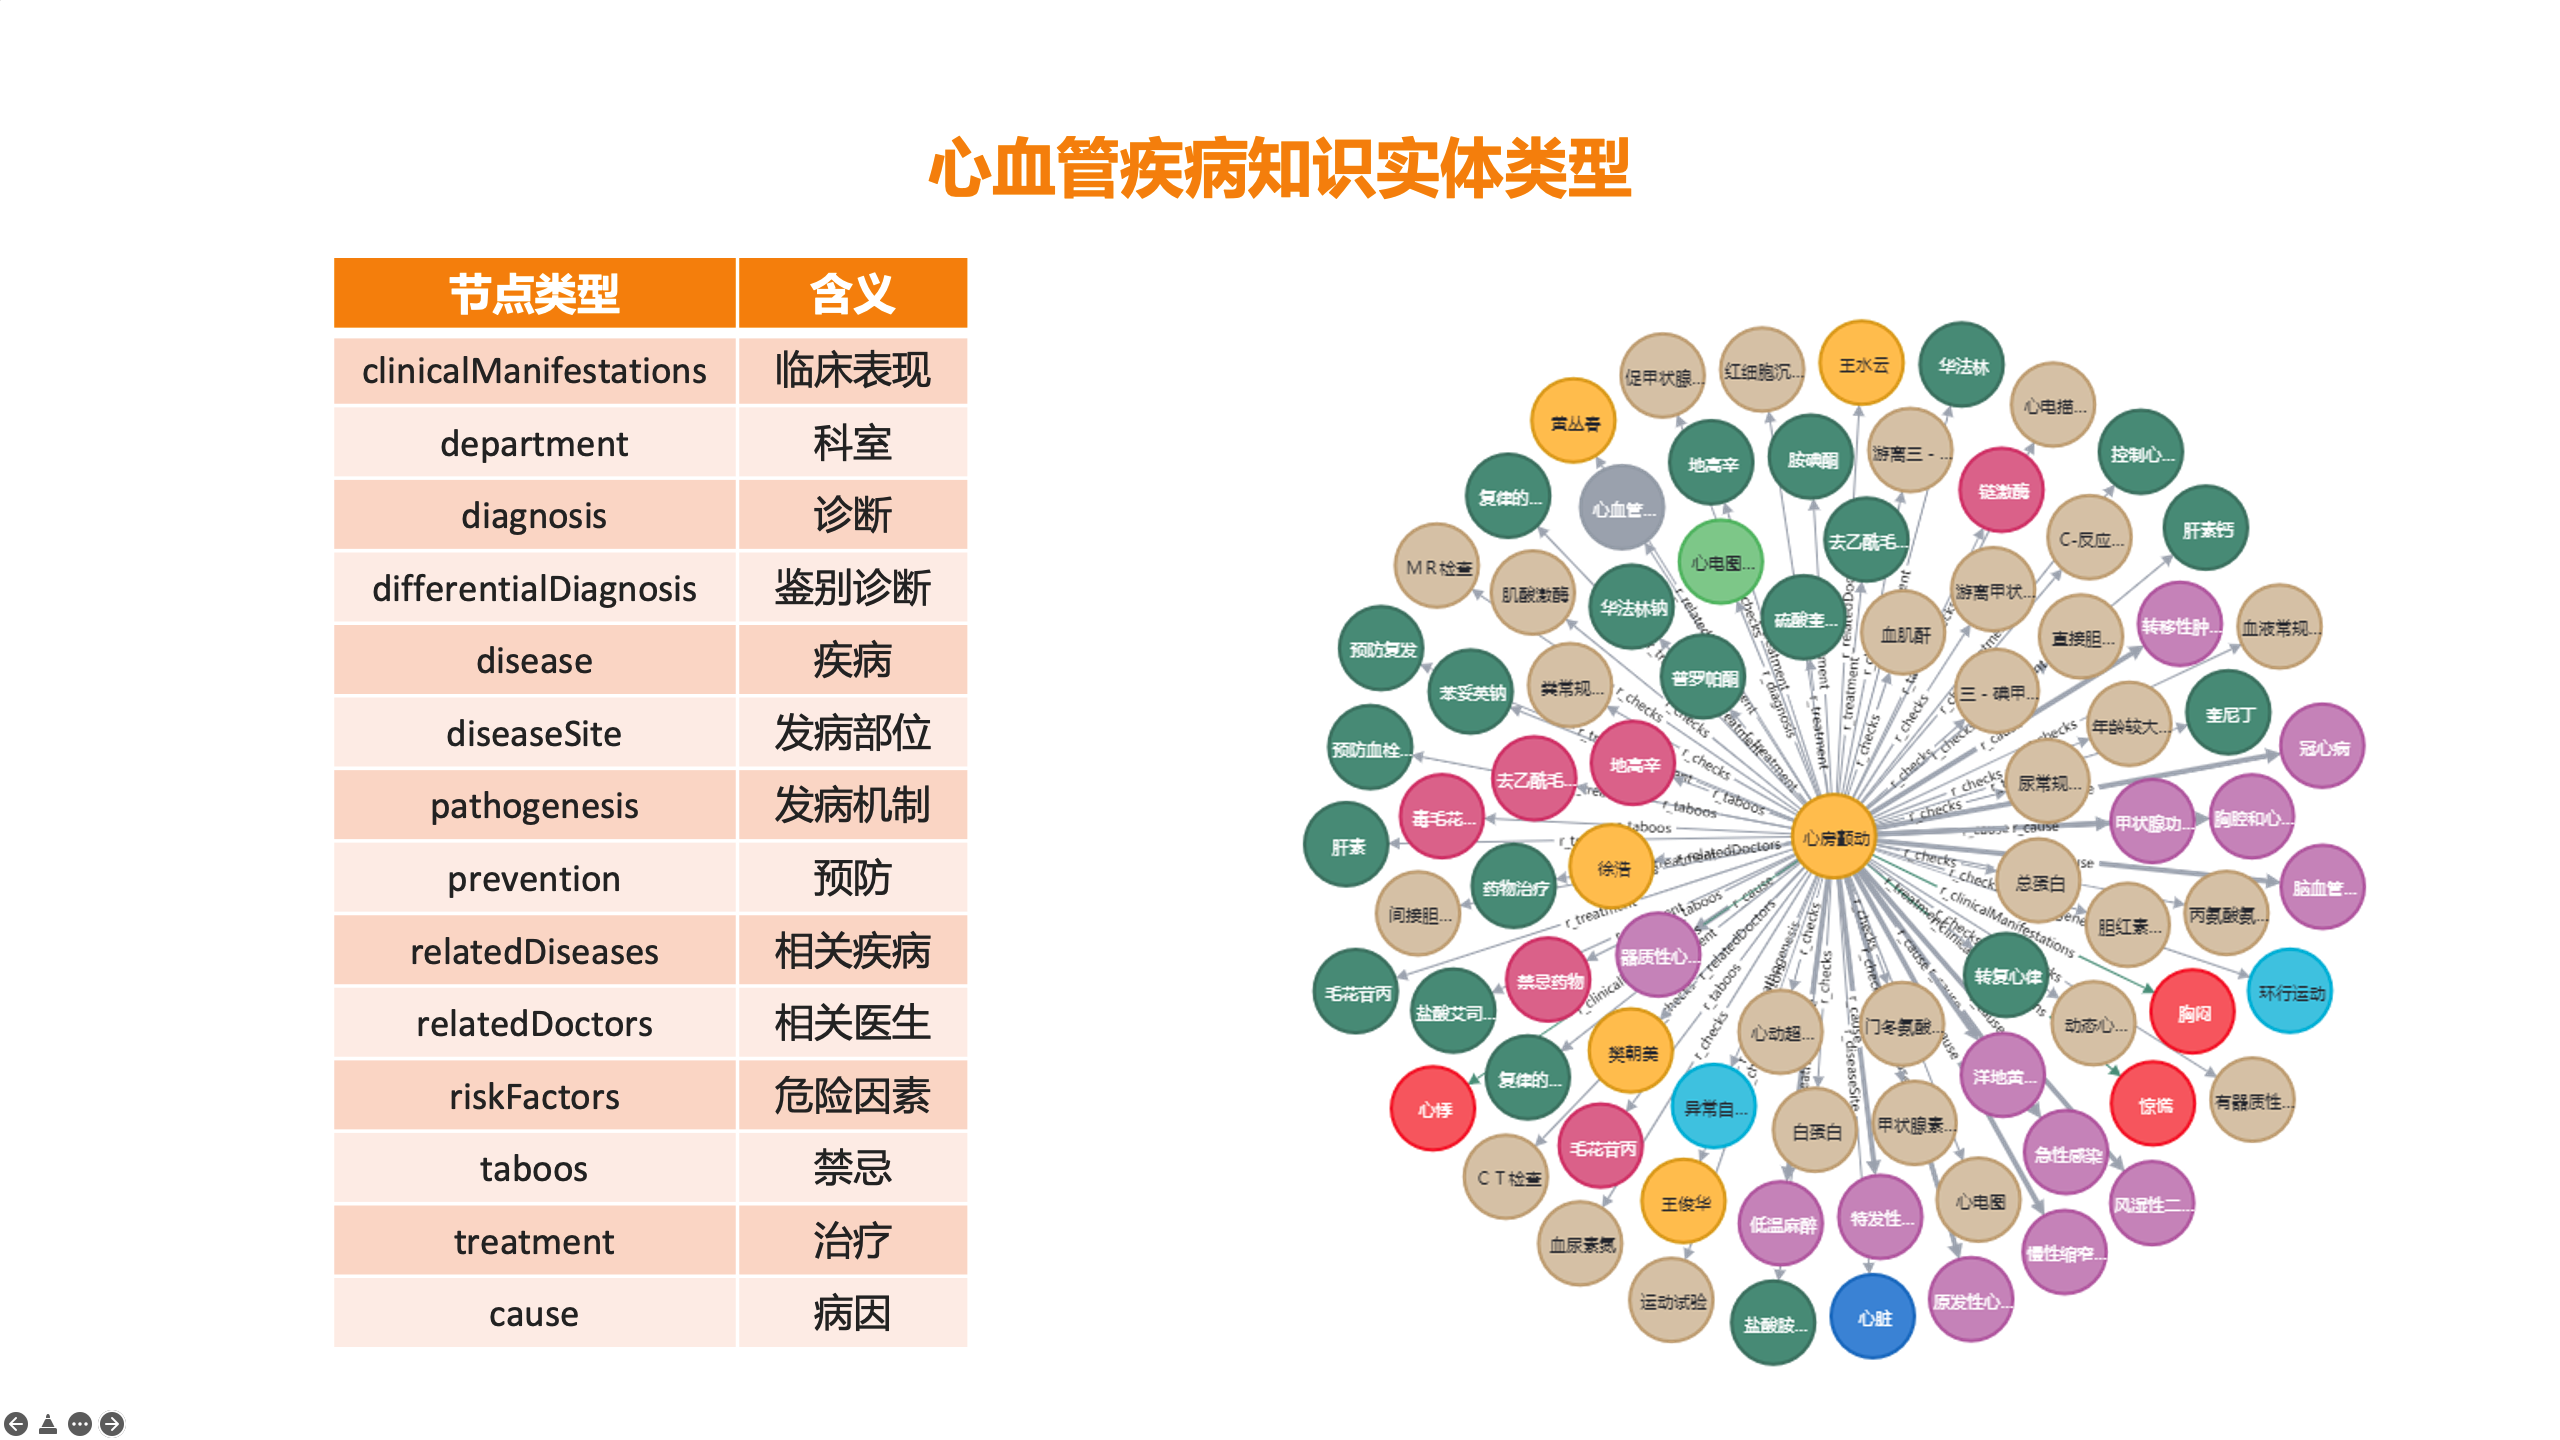 心血管疾病知识实体类型
节点类型 含义
clinicalManifestations 临床表现
department 科室
diagnosis 诊断
differentialDiagnosis 鉴别诊断
disease 疾病
diseaseSite 发病部位
pathogenesis 发病机制
prevention 预防
relatedDiseases 相关疾病
relatedDoctors 相关医生
riskFactors 危险因素
taboos 禁忌
treatment 治疗
cause 病因
促甲状腺...
红细胞沉...
王水云
华法林
心电描...
黄丛春
地高辛
胺碘酮
游离三 - ...
控制心...
复律的...
心血管...
链激酶
肝素钙
心电图...
去乙酰毛...
C-反应...
MR检查
肌酸激酶
华法林钠
硫酸奎...
血肌酐
游离甲状...
直接胆...
转移性肿...
血液常规...
预防复发
苯妥英钠
粪常规...
普罗帕酮
三 - 碘甲...
年龄较大...
奎尼丁
预防血栓...
去乙酰毛...
地高辛
尿常规...
冠心病
毒毛花...
甲状腺功...
胸腔和心...
肝素
徐浩
心房颤动
药物治疗
总蛋白
脑血管...
间接胆...
胆红素...
丙氨酸氨...
器质性心...
禁忌药物
转复心律
毛花苷丙
盐酸艾司...
环行运动
胸闷
樊朝美
心动超...
门冬氨酸...
动态心...
复律的...
洋地黄...
心悸
异常自...
惊慌
有器质性...
白蛋白
甲状腺素...
毛花苷丙
急性感染
CT检查
王俊华
低温麻醉
特发性...
心电图
风湿性二...
血尿素氮
慢性缩窄...
运动试验
盐酸胺...
心脏
原发性心...
r_checks
r_checks
r_taboos
r_taboos
r_relatedDoctors
r_cause
r_relatedDoctors
r_taboos
r_checks
r_checks
r_diagnosis
r_treatment
r_treatment
r_checks
r_checks
r_checks
r_checks
r_cause
r_checks
r_clinicalManifestations
r_cause
r_diseaseSite